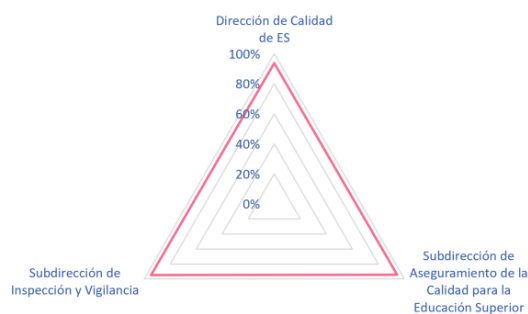 Dirección de Calidad
de ES
100%
80%
60%
40%
20%
0%
Subdirección de
Inspección y Vigilancia
Subdirección de
Aseguramiento de la
Calidad para la
Educación Superior